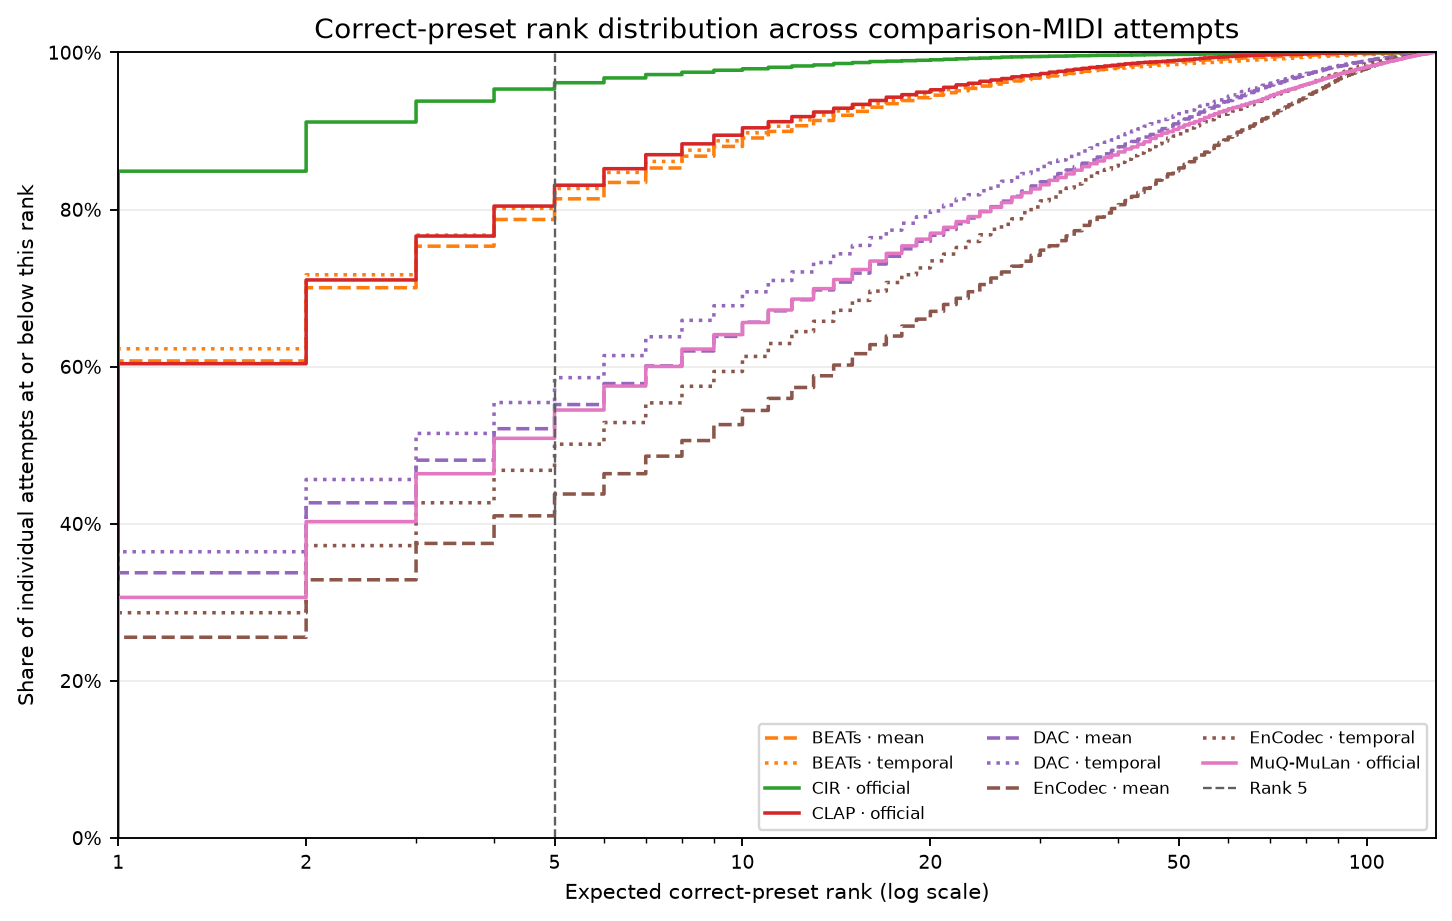 Correct-preset rank distribution across comparison-MIDI attempts
Share of individual attempts at or below this rank
100%
80%
60%
40%
20%
0%
1
2
5
10
20
50
100
Expected correct-preset rank (log scale)
BEATs · mean
BEATs · temporal
CIR · official
CLAP · official
DAC · mean
DAC · temporal
EnCodec · mean
EnCodec · temporal
MuQ-MuLan · official
Rank 5